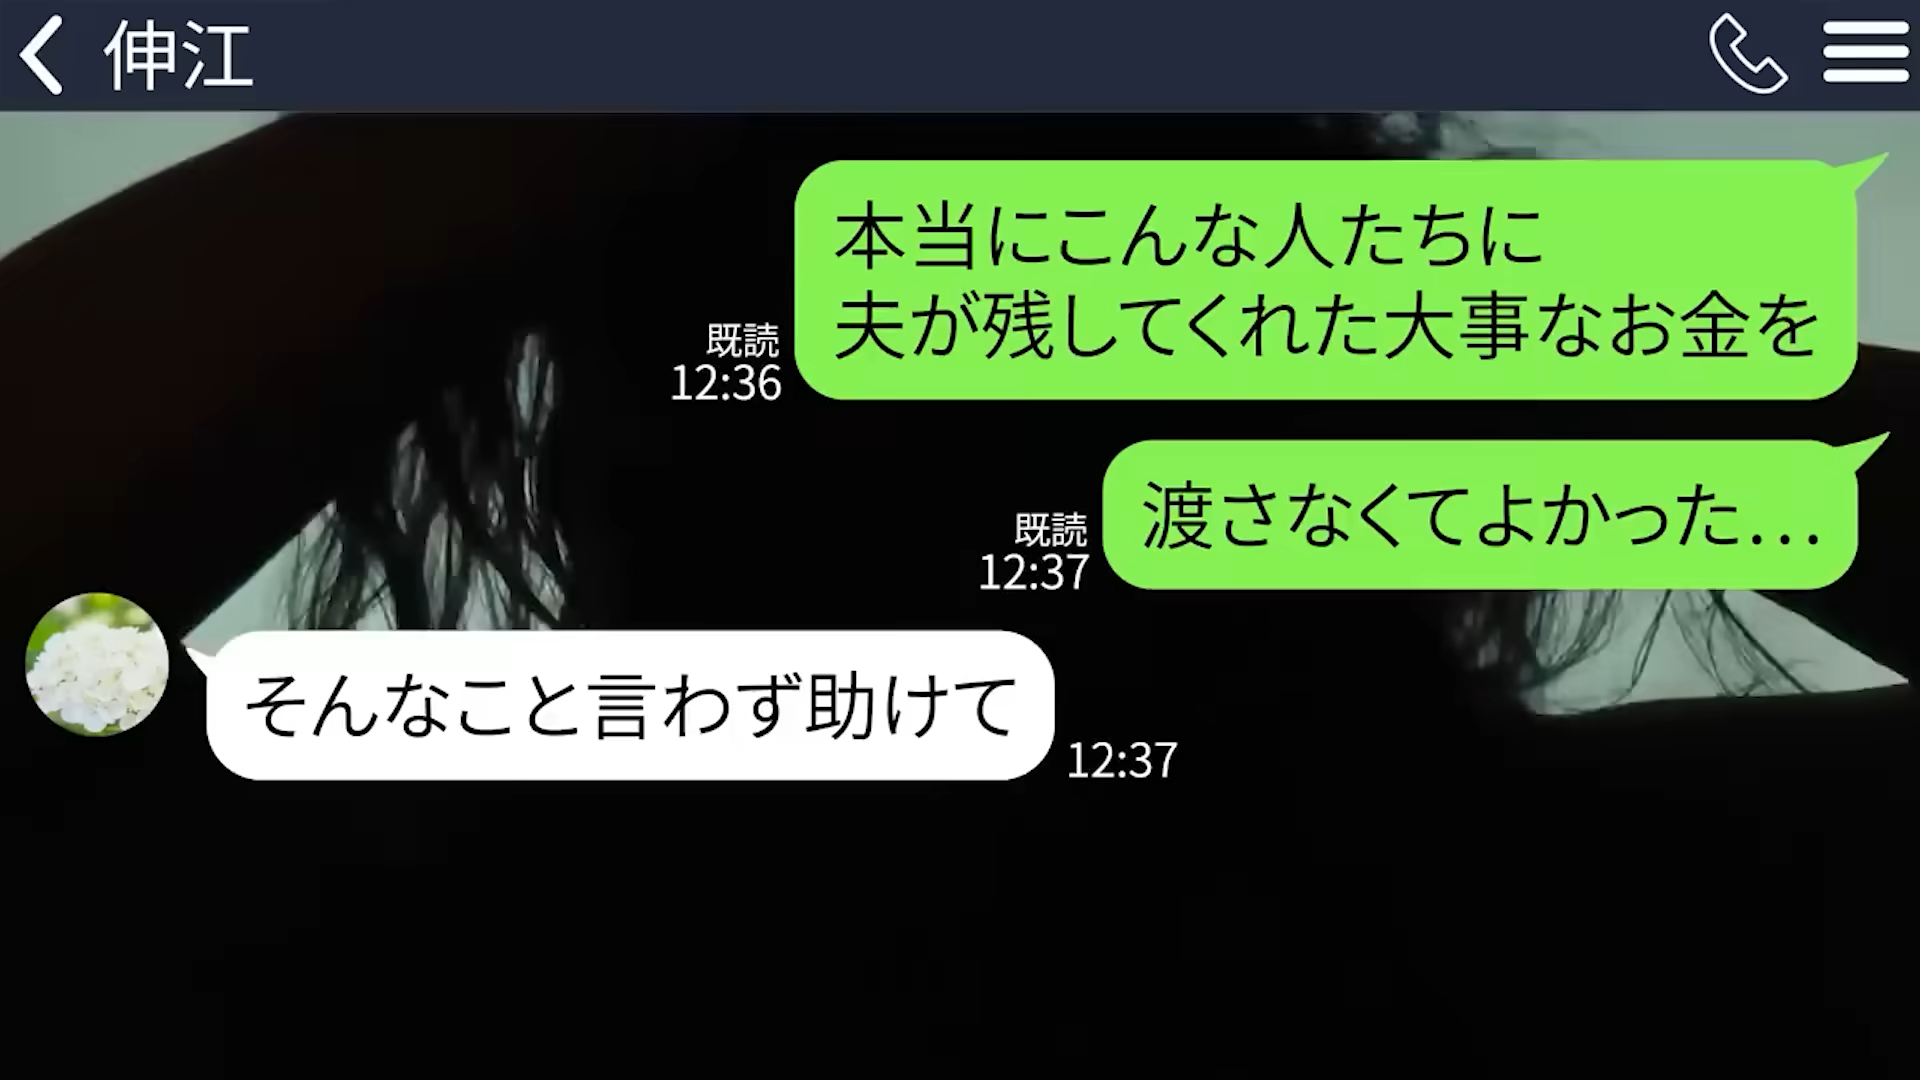 伸江
本当にこんな人たちに
夫が残してくれた大事なお金を
既読
12:36
渡さなくてよかった…
既読
12:37
そんなこと言わず助けて
12:37